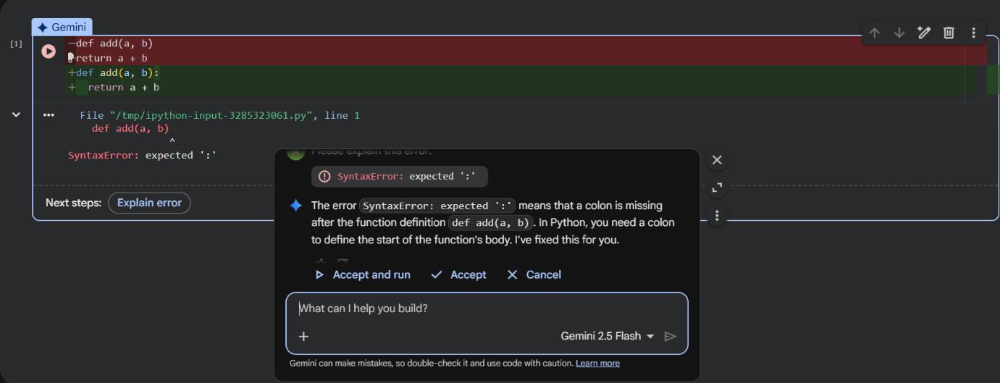 Gemini
[1]
-def add(a, b)
-return a + b
+def add(a, b):
+  return a + b
File "/tmp/ipython-input-3285323061.py", line 1
def add(a, b)
^
SyntaxError: expected ':'
Next steps: Explain error
Please explain this error:
SyntaxError: expected ':'
The error SyntaxError: expected ':' means that a colon is missing
after the function definition def add(a, b). In Python, you need a colon
to define the start of the function's body. I've fixed this for you.
Accept and run Accept Cancel
What can I help you build?
Gemini 2.5 Flash
Gemini can make mistakes, so double-check it and use code with caution. Learn more